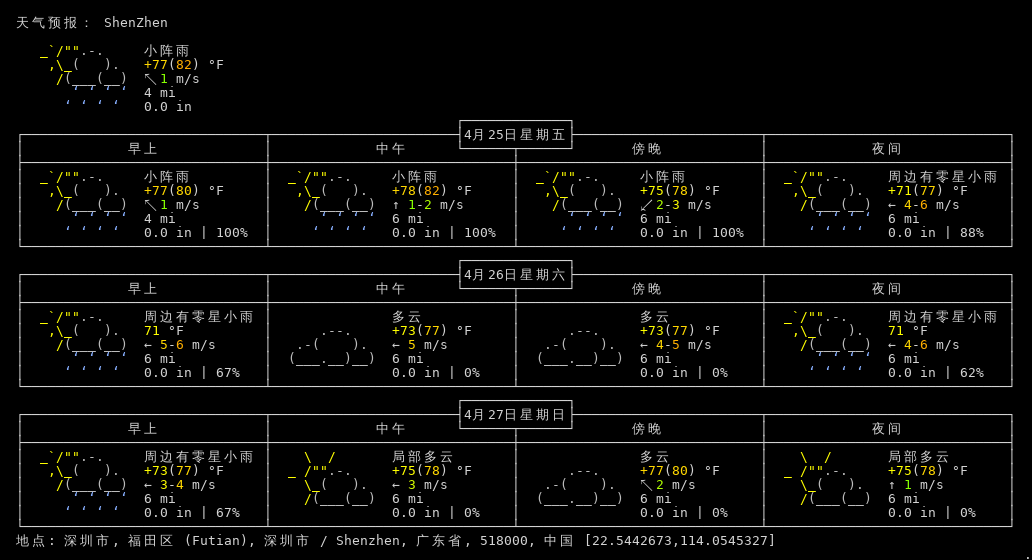 天气预报： ShenZhen
小阵雨
+77(82) °F
↖ 1 m/s
4 mi
0.0 in
4月25日星期五
早上 中午 傍晚 夜间
小阵雨 小阵雨 小阵雨 周边有零星小雨
+77(80) °F +78(82) °F +75(78) °F +71(77) °F
↖ 1 m/s ↑ 1-2 m/s ↙ 2-3 m/s ← 4-6 m/s
4 mi 6 mi 6 mi 6 mi
0.0 in | 100% 0.0 in | 100% 0.0 in | 100% 0.0 in | 88%
4月26日星期六
早上 中午 傍晚 夜间
周边有零星小雨 多云 多云 周边有零星小雨
71 °F +73(77) °F +73(77) °F 71 °F
← 5-6 m/s ← 5 m/s ← 4-5 m/s ← 4-6 m/s
6 mi 6 mi 6 mi 6 mi
0.0 in | 67% 0.0 in | 0% 0.0 in | 0% 0.0 in | 62%
4月27日星期日
早上 中午 傍晚 夜间
周边有零星小雨 局部多云 多云 局部多云
+73(77) °F +75(78) °F +77(80) °F +75(78) °F
← 3-4 m/s ← 3 m/s ↖ 2 m/s ↑ 1 m/s
6 mi 6 mi 6 mi 6 mi
0.0 in | 67% 0.0 in | 0% 0.0 in | 0% 0.0 in | 0%
地点: 深圳市, 福田区 (Futian), 深圳市 / Shenzhen, 广东省, 518000, 中国 [22.5442673,114.0545327]